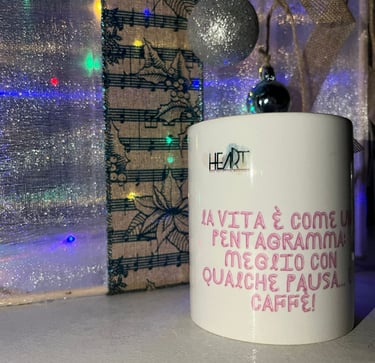 HEART
LA VITA È COME UN
PENTAGRAMMA:
MEGLIO CON
QUALCHE PAUSA...
CAFFÈ!